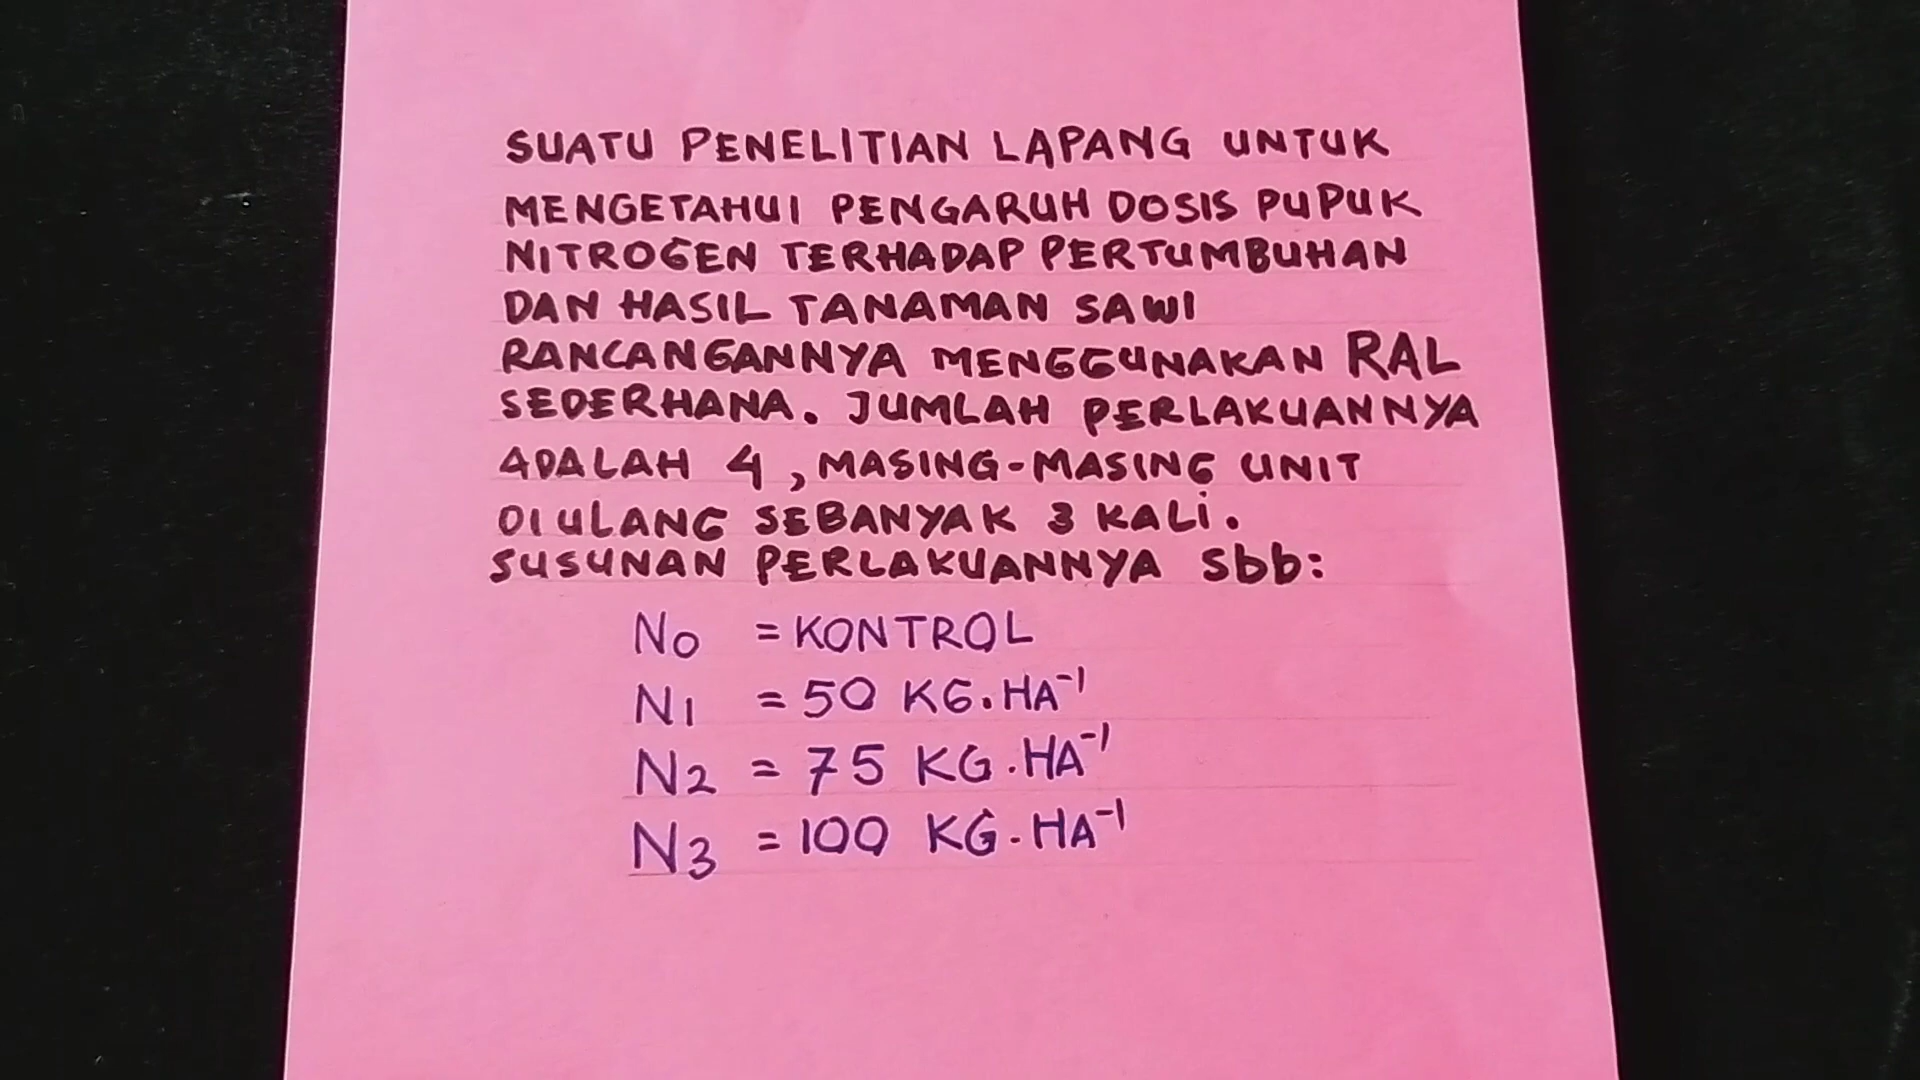 SUATU PENELITIAN LAPANG UNTUK
MENGETAHUI PENGARUH DOSIS PUPUK
NITROGEN TERHADAP PERTUMBUHAN
DAN HASIL TANAMAN SAWI
RANCANGANNYA MENGGUNAKAN RAL
SEDERHANA. JUMLAH PERLAKUANNYA
ADALAH 4, MASING-MASING UNIT
DIULANG SEBANYAK 3 KALI.
SUSUNAN PERLAKUANNYA Sbb:
N0 = KONTROL
N1 = 50 KG.HA⁻¹
N2 = 75 KG.HA⁻¹
N3 = 100 KG.HA⁻¹